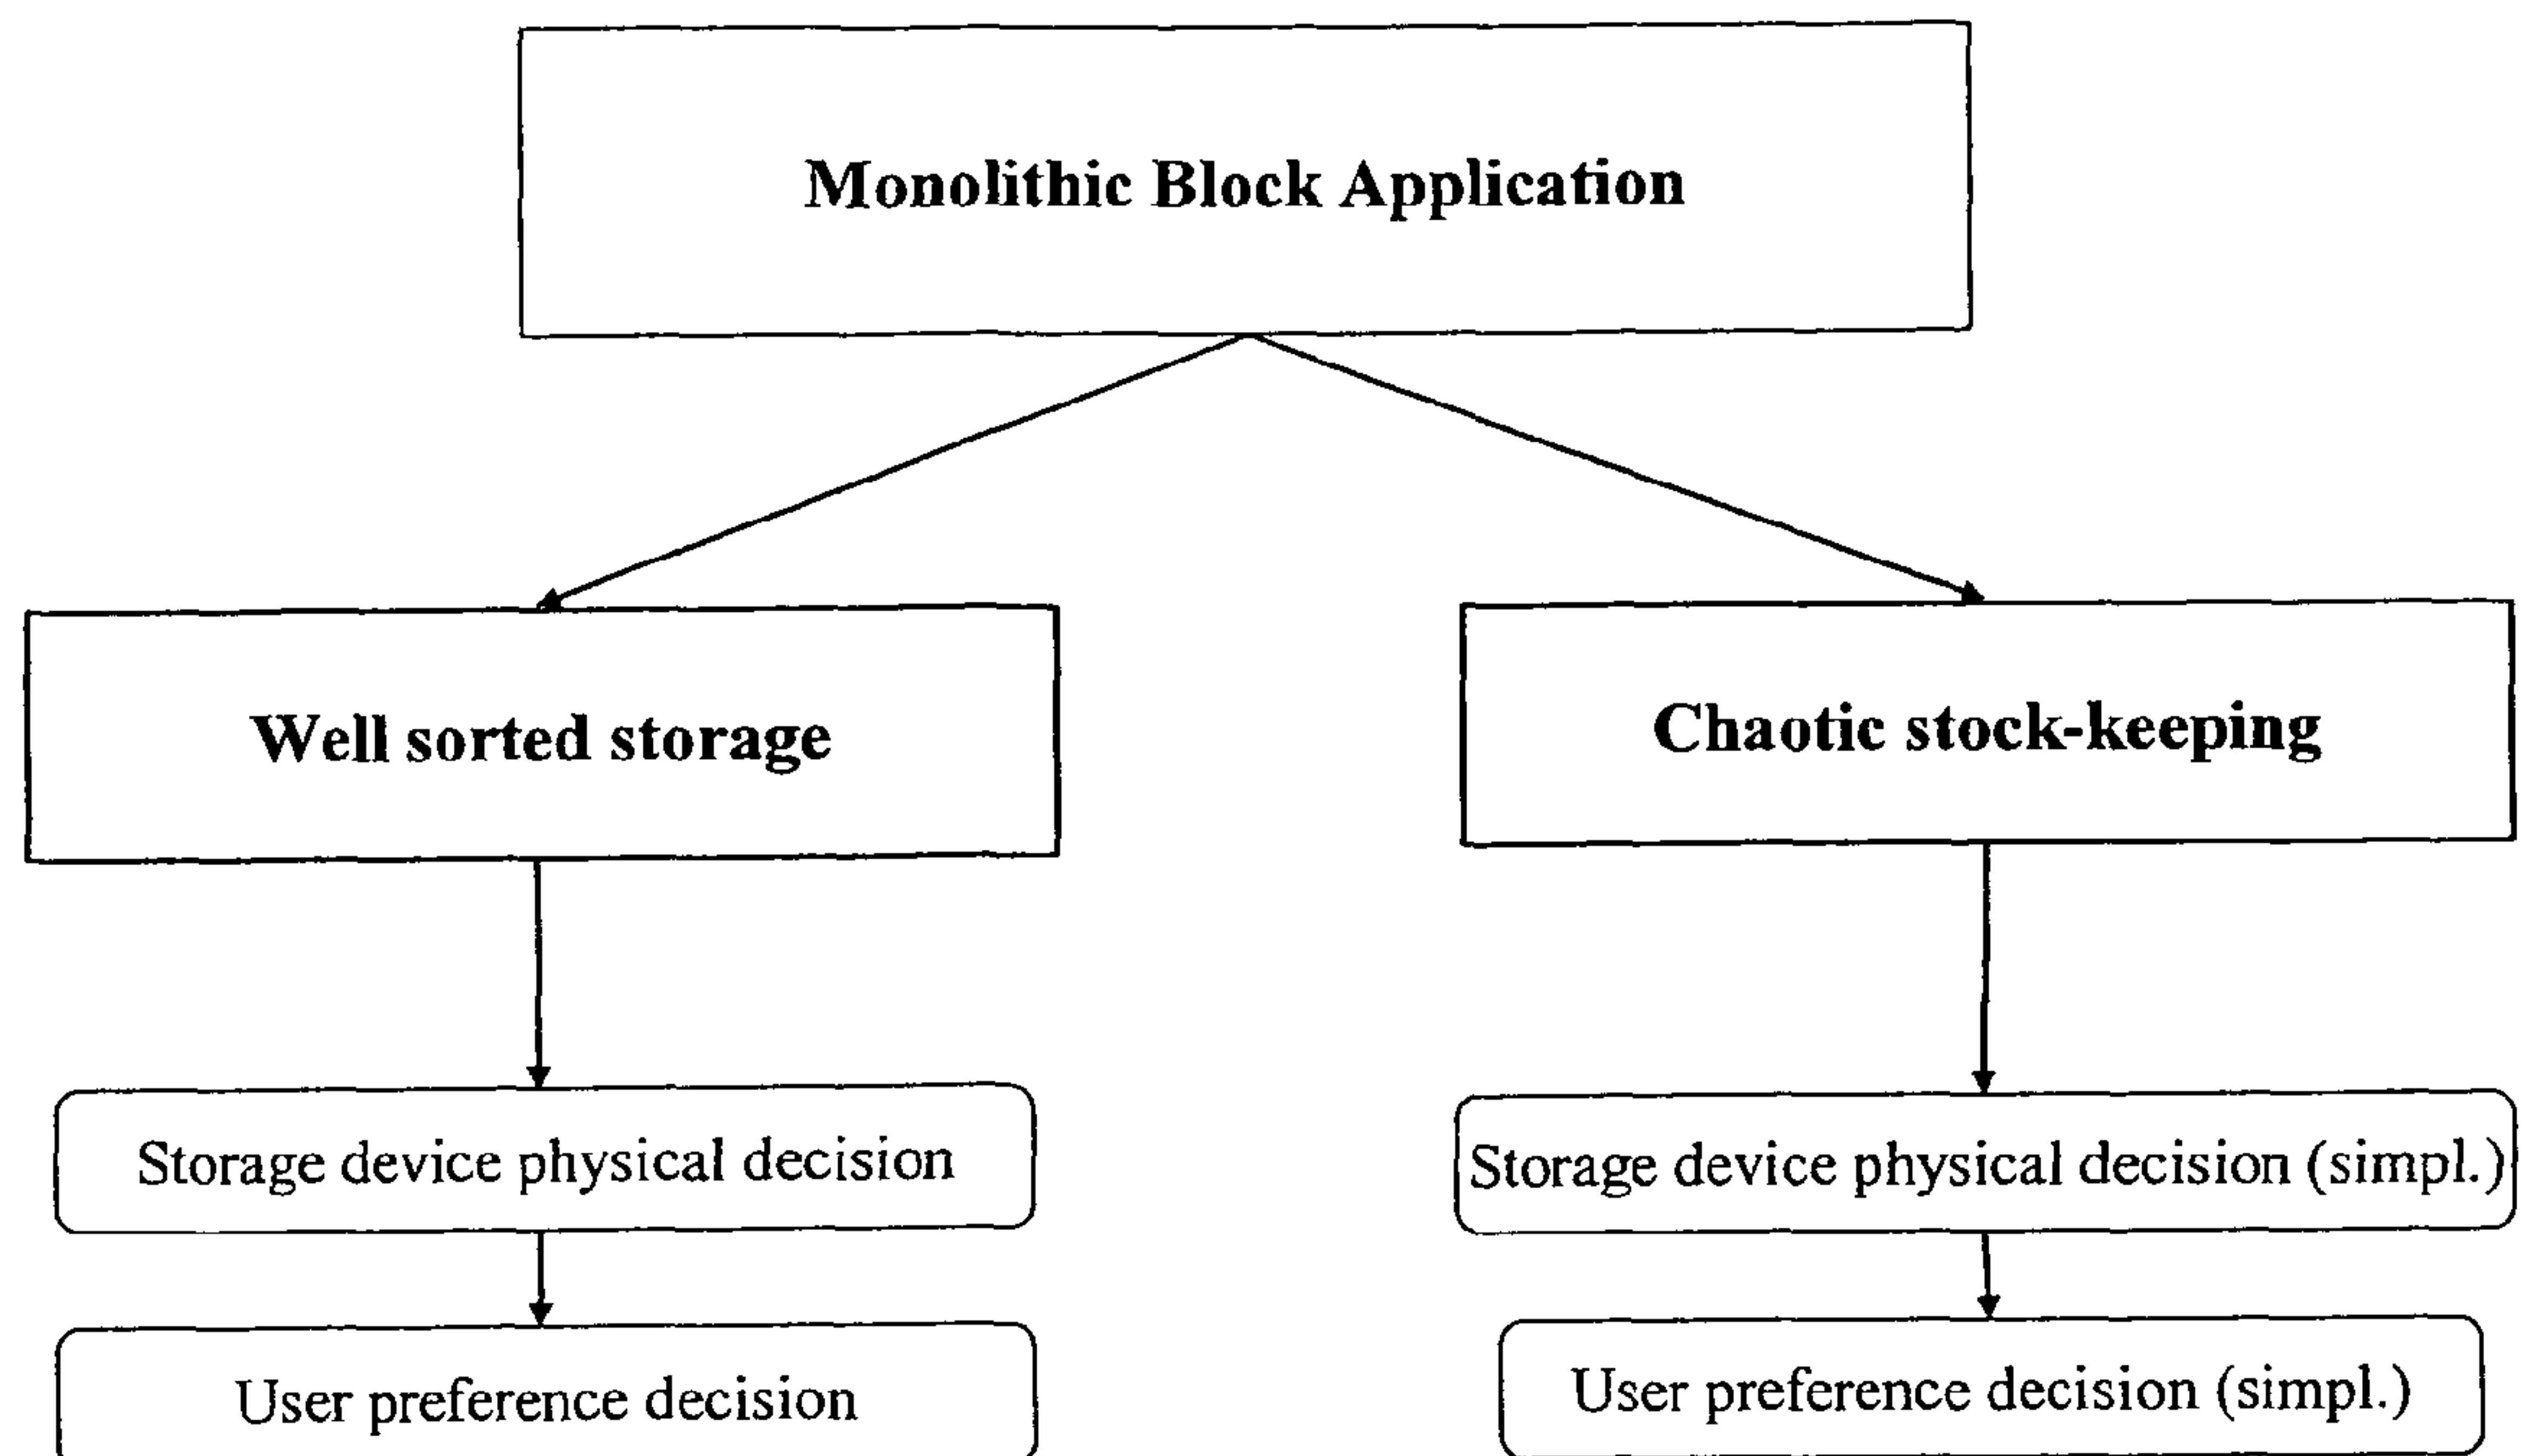 Monolithic Block Application
Well sorted storage
Chaotic stock-keeping
Storage device physical decision
Storage device physical decision (simpl.)
User preference decision
User preference decision (simpl.)